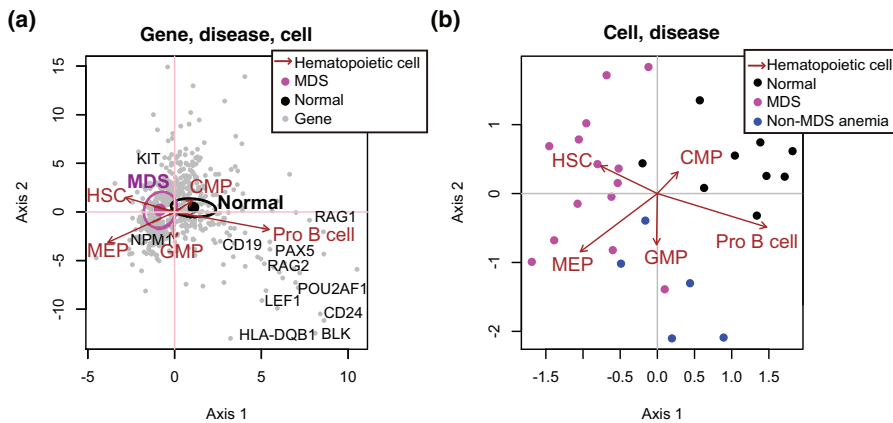 (a)
Gene, disease, cell
Hematopoietic cell
MDS
Normal
Gene
15
10
5
0
-5
-10
Axis 2
KIT
MDS
HSC
CMP
Normal
RAG1
MEP
NPM1
GMP
CD19
Pro B cell
PAX5
RAG2
POU2AF1
LEF1
CD24
HLA-DQB1
BLK
-5
0
5
10
Axis 1
(b)
Cell, disease
Hematopoietic cell
Normal
MDS
Non-MDS anemia
1
0
-1
-2
Axis 2
HSC
CMP
Pro B cell
MEP
GMP
-1.5
-0.5
0.0
0.5
1.0
1.5
Axis 1